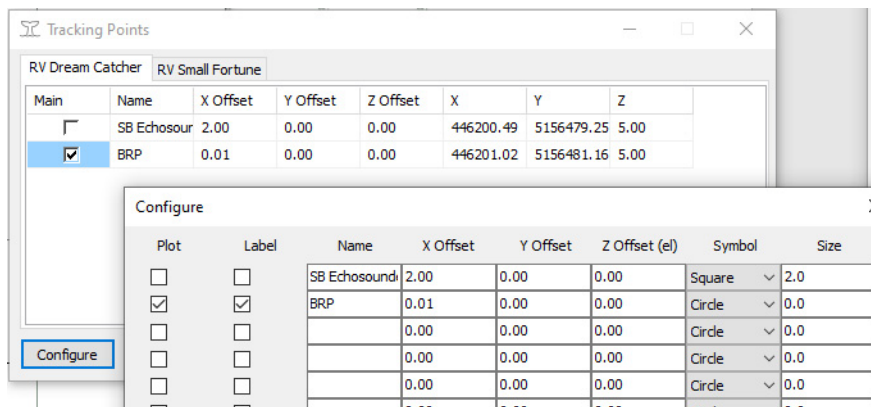 Tracking Points
RV Dream Catcher RV Small Fortune
Main Name X Offset Y Offset Z Offset X Y Z
SB Echosour 2.00 0.00 0.00 446200.49 5156479.25 5.00
BRP 0.01 0.00 0.00 446201.02 5156481.16 5.00
Configure
Plot Label Name X Offset Y Offset Z Offset (el) Symbol Size
SB Echosound 2.00 0.00 0.00 Square 2.0
BRP 0.01 0.00 0.00 Circle 0.0
0.00 0.00 0.00 Circle 0.0
Configure
0.00 0.00 0.00 Circle 0.0
0.00 0.00 0.00 Circle 0.0